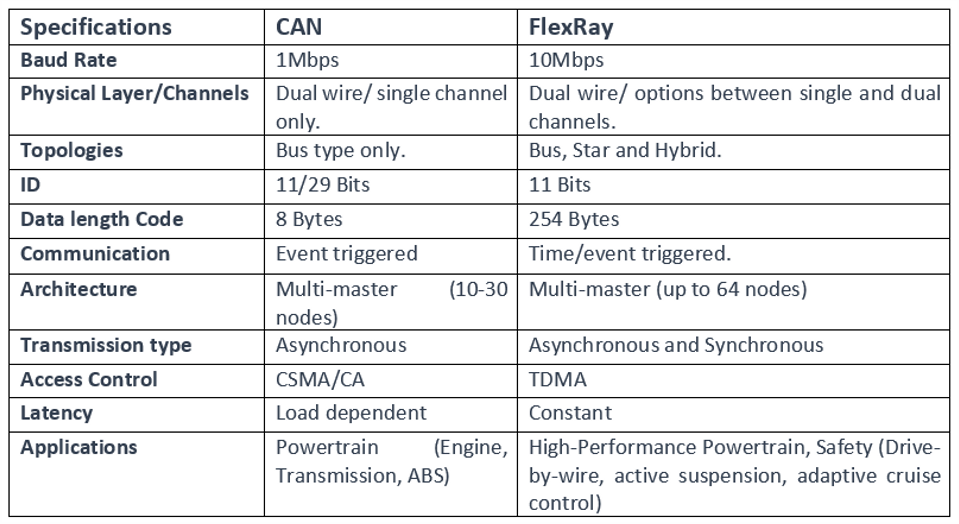 Specifications CAN FlexRay
Baud Rate 1Mbps 10Mbps
Physical Layer/Channels Dual wire/ single channel only. Dual wire/ options between single and dual channels.
Topologies Bus type only. Bus, Star and Hybrid.
ID 11/29 Bits 11 Bits
Data length Code 8 Bytes 254 Bytes
Communication Event triggered Time/event triggered.
Architecture Multi-master (10-30 nodes) Multi-master (up to 64 nodes)
Transmission type Asynchronous Asynchronous and Synchronous
Access Control CSMA/CA TDMA
Latency Load dependent Constant
Applications Powertrain (Engine, Transmission, ABS) High-Performance Powertrain, Safety (Drive-by-wire, active suspension, adaptive cruise control)